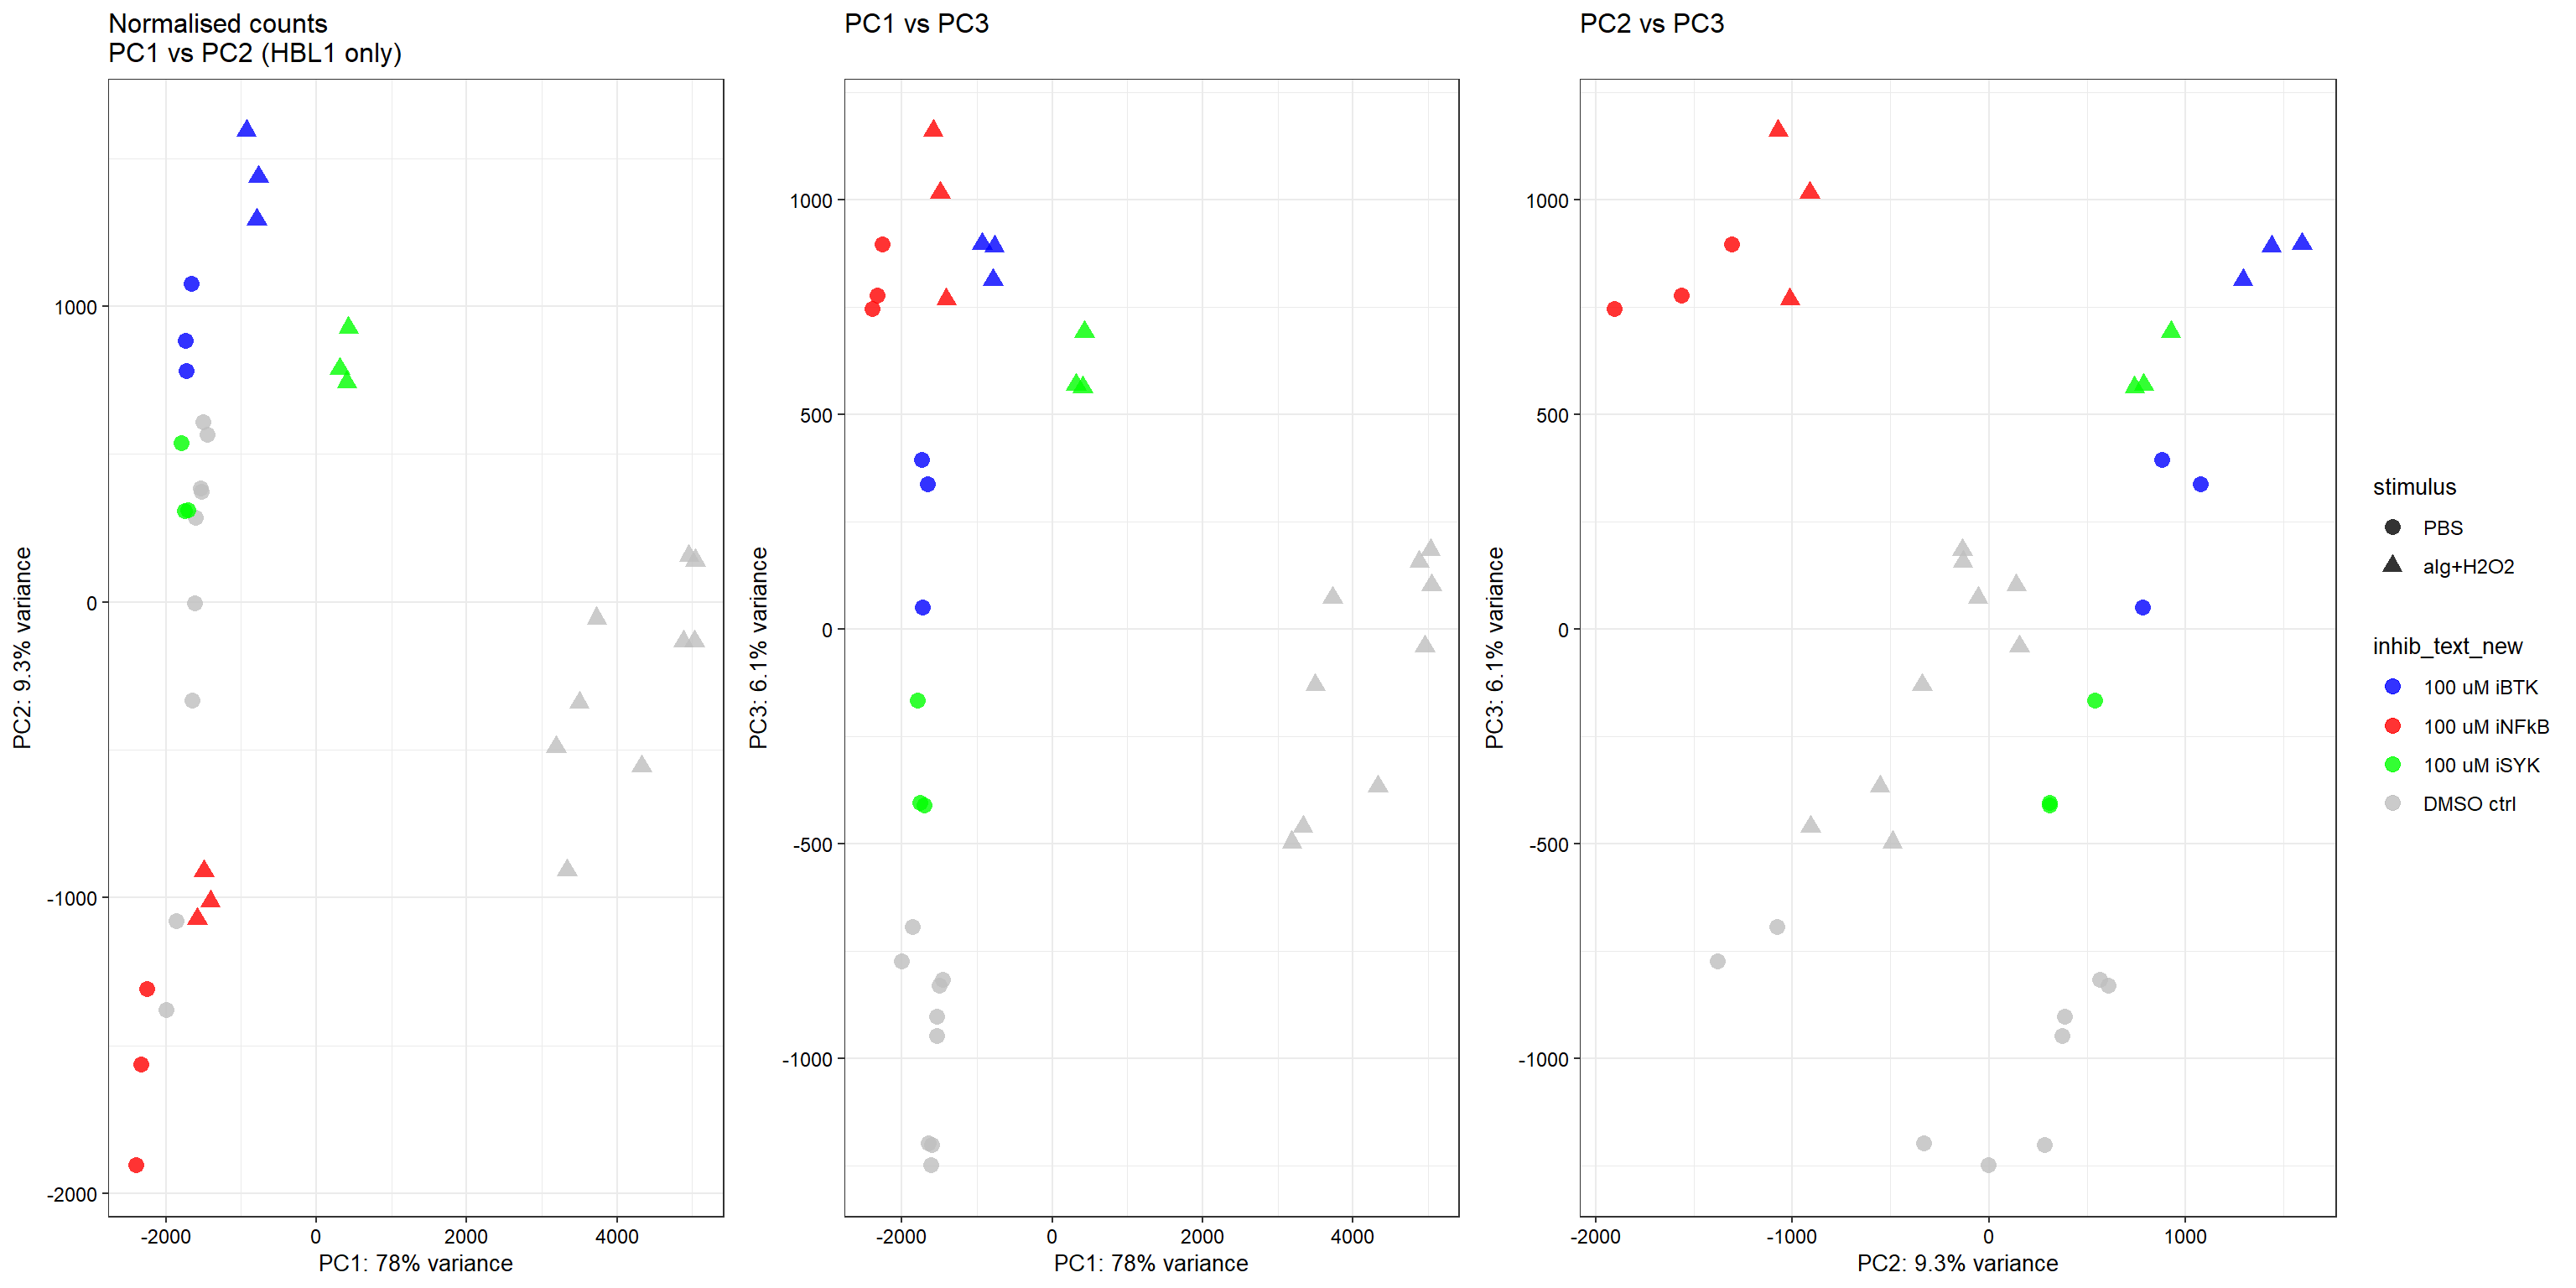 Normalised counts
PC1 vs PC2 (HBL1 only)
PC2: 9.3% variance
1000
0
-1000
-2000
-2000
0
2000
4000
PC1: 78% variance
PC1 vs PC3
PC3: 6.1% variance
1000
500
0
-500
-1000
-2000
0
2000
4000
PC1: 78% variance
PC2 vs PC3
PC3: 6.1% variance
1000
500
0
-500
-1000
-2000
-1000
0
1000
PC2: 9.3% variance
stimulus
PBS
aIg+H2O2
inhib_text_new
100 uM iBTK
100 uM iNFkB
100 uM iSYK
DMSO ctrl